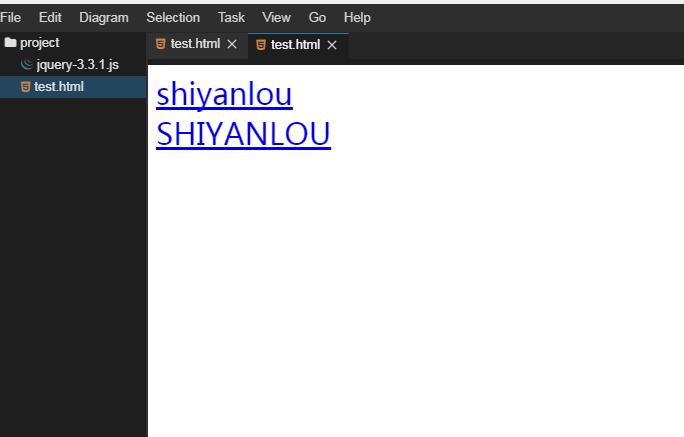 File Edit Diagram Selection Task View Go Help
project
jquery-3.3.1.js
test.html
test.html test.html
shiyanlou
SHIYANLOU